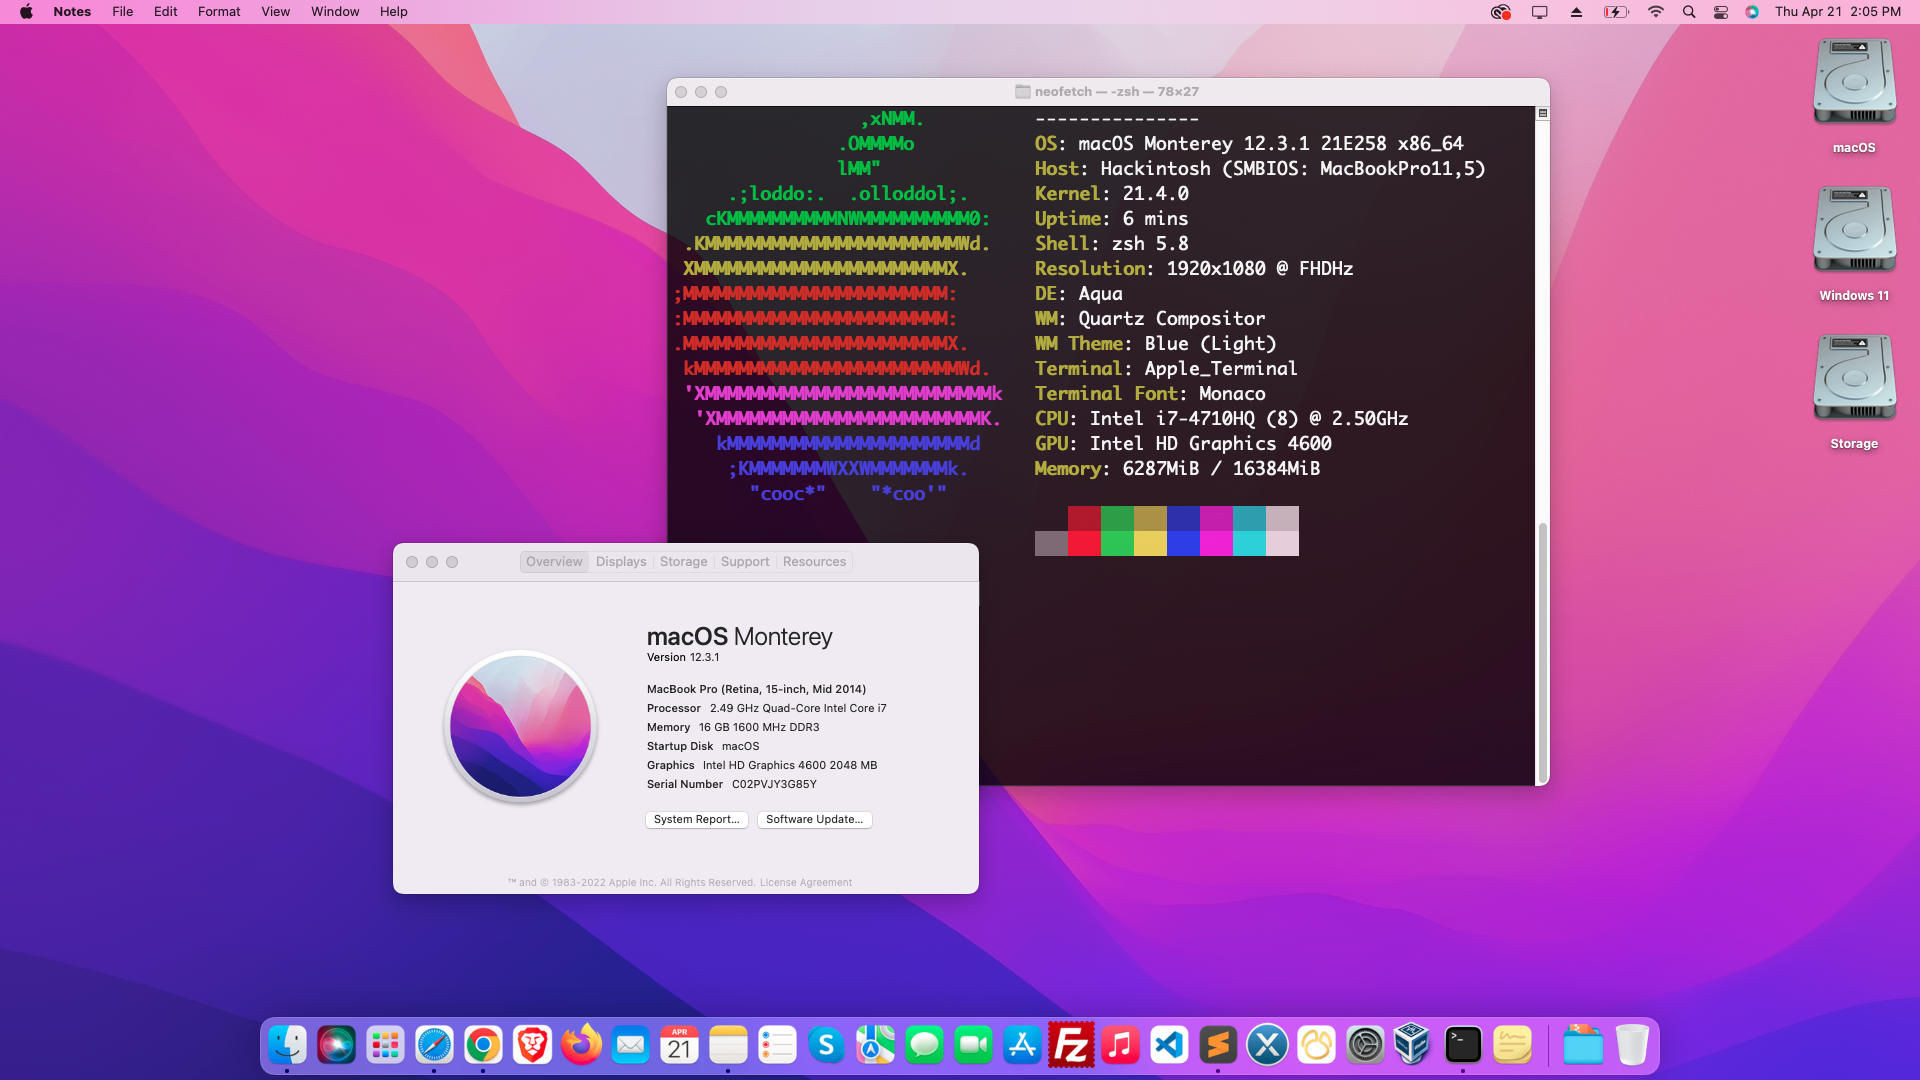 Notes File Edit Format View Window Help
Thu Apr 21 2:05 PM
macOS
Windows 11
Storage
neofetch — -zsh — 78×27
,xNMM.
.OMMMMo
lMM"
.;loddo:. .olloddol;.
cKMMMMMMMMMMNWMMMMMMMMMM0:
.KMMMMMMMMMMMMMMMMMMMMMMMWd.
XMMMMMMMMMMMMMMMMMMMMMMMX.
;MMMMMMMMMMMMMMMMMMMMMMMM:
:MMMMMMMMMMMMMMMMMMMMMMMM:
.MMMMMMMMMMMMMMMMMMMMMMMMX.
kMMMMMMMMMMMMMMMMMMMMMMMMWd.
'XMMMMMMMMMMMMMMMMMMMMMMMMMMk
'XMMMMMMMMMMMMMMMMMMMMMMMMK.
kMMMMMMMMMMMMMMMMMMMMMMd
;KMMMMMMMWXXWMMMMMMMk.
"cooc*" "*coo'"
---------------
OS: macOS Monterey 12.3.1 21E258 x86_64
Host: Hackintosh (SMBIOS: MacBookPro11,5)
Kernel: 21.4.0
Uptime: 6 mins
Shell: zsh 5.8
Resolution: 1920x1080 @ FHDHz
DE: Aqua
WM: Quartz Compositor
WM Theme: Blue (Light)
Terminal: Apple_Terminal
Terminal Font: Monaco
CPU: Intel i7-4710HQ (8) @ 2.50GHz
GPU: Intel HD Graphics 4600
Memory: 6287MiB / 16384MiB
Overview Displays Storage Support Resources
macOS Monterey
Version 12.3.1
MacBook Pro (Retina, 15-inch, Mid 2014)
Processor 2.49 GHz Quad-Core Intel Core i7
Memory 16 GB 1600 MHz DDR3
Startup Disk macOS
Graphics Intel HD Graphics 4600 2048 MB
Serial Number C02PVJY3G85Y
System Report... Software Update...
™ and © 1983-2022 Apple Inc. All Rights Reserved. License Agreement
APR
21
S
Fz
S
X
>_